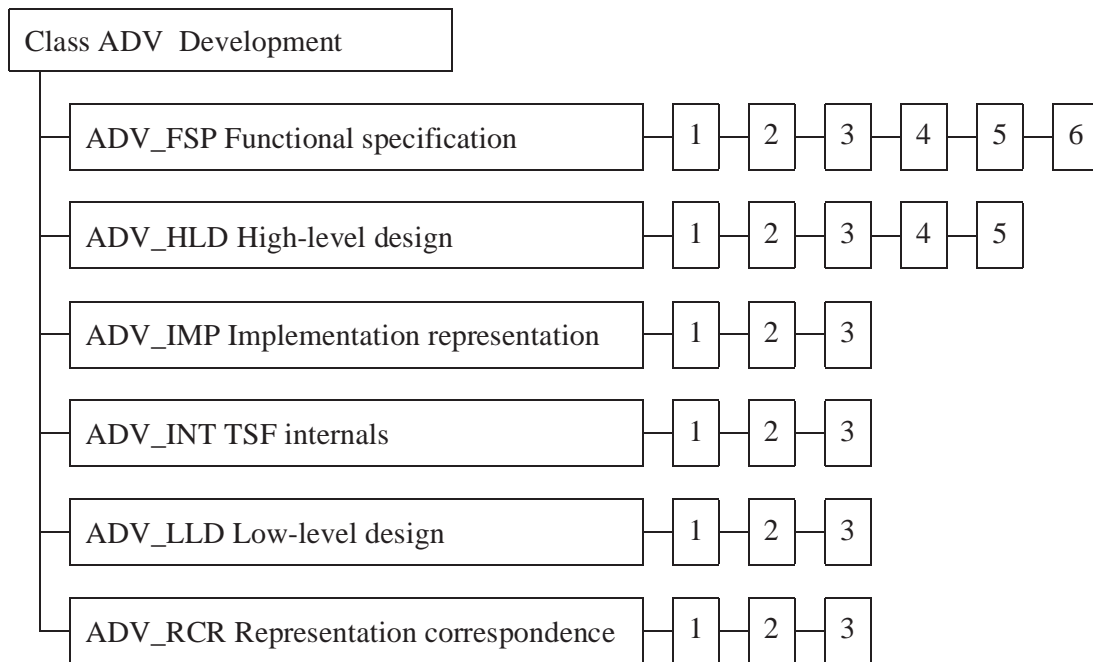 Class ADV Development
ADV_FSP Functional specification 1 2 3 4 5 6
ADV_HLD High-level design 1 2 3 4 5
ADV_IMP Implementation representation 1 2 3
ADV_INT TSF internals 1 2 3
ADV_LLD Low-level design 1 2 3
ADV_RCR Representation correspondence 1 2 3